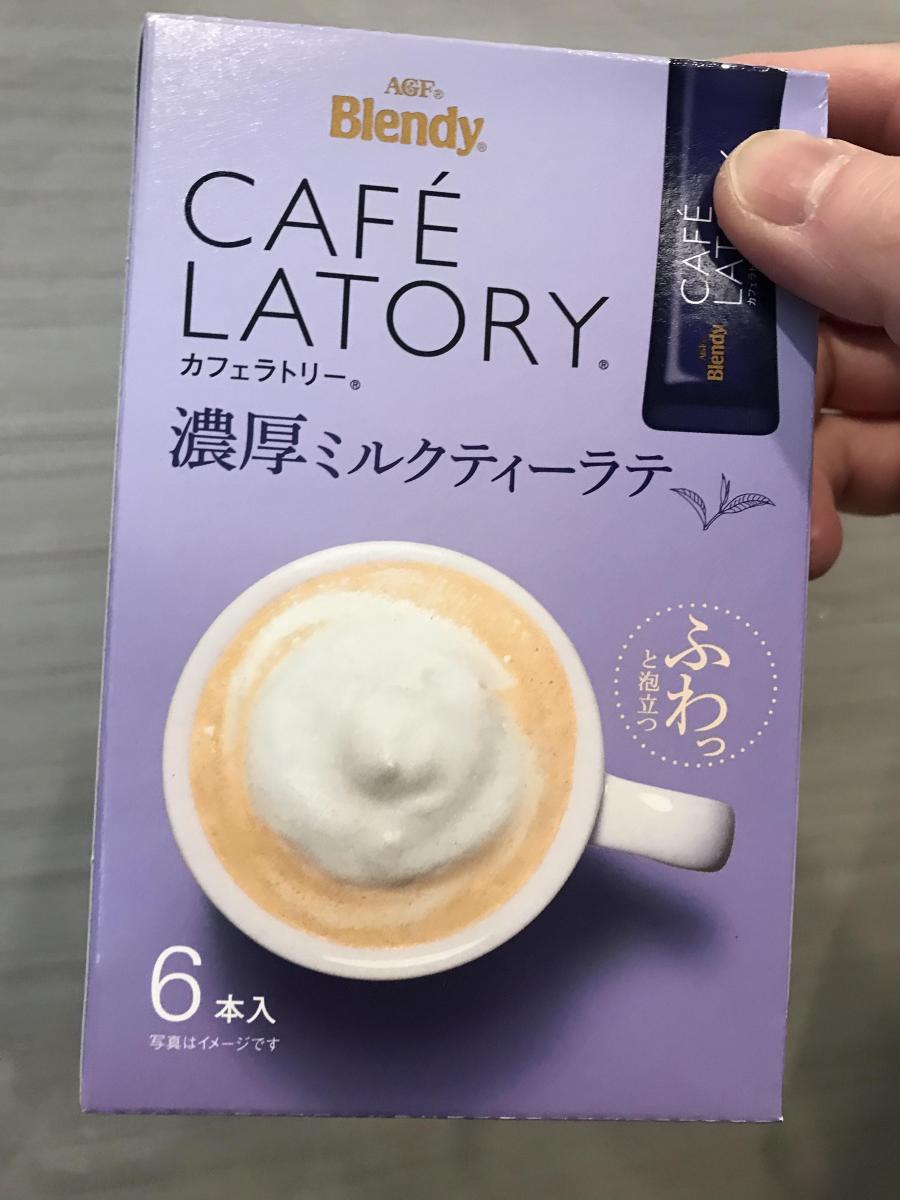 AGF®
Blendy®
CAFÉ
LATORY®
カフェラトリー®
濃厚ミルクティーラテ
CAFÉ
AGF
Blendy
ふわっ
と泡立つ
6本入
写真はイメージです